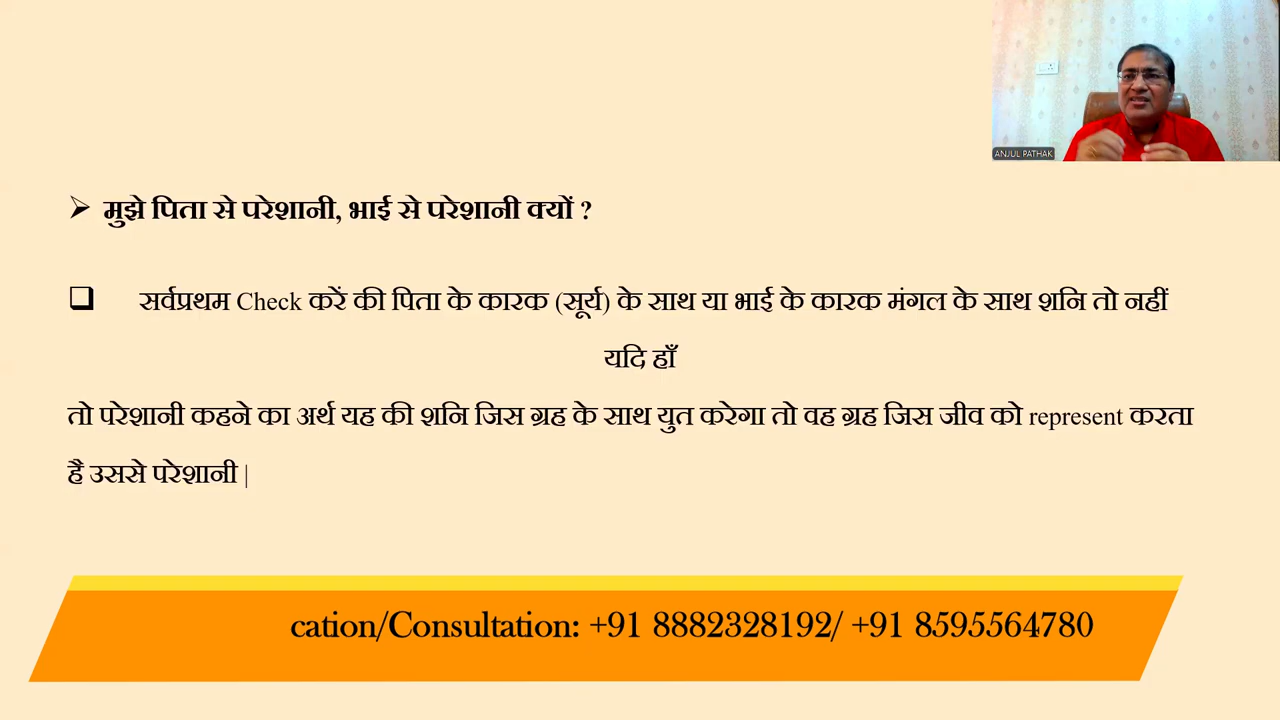 ANJUL PATHAK
➢ मुझे पिता से परेशानी, भाई से परेशानी क्यों ?
❑ सर्वप्रथम Check करें की पिता के कारक (सूर्य) के साथ या भाई के कारक मंगल के साथ शनि तो नहीं
यदि हाँ
तो परेशानी कहने का अर्थ यह की शनि जिस ग्रह के साथ युत करेगा तो वह ग्रह जिस जीव को represent करता
है उससे परेशानी |
cation/Consultation: +91 8882328192/ +91 8595564780